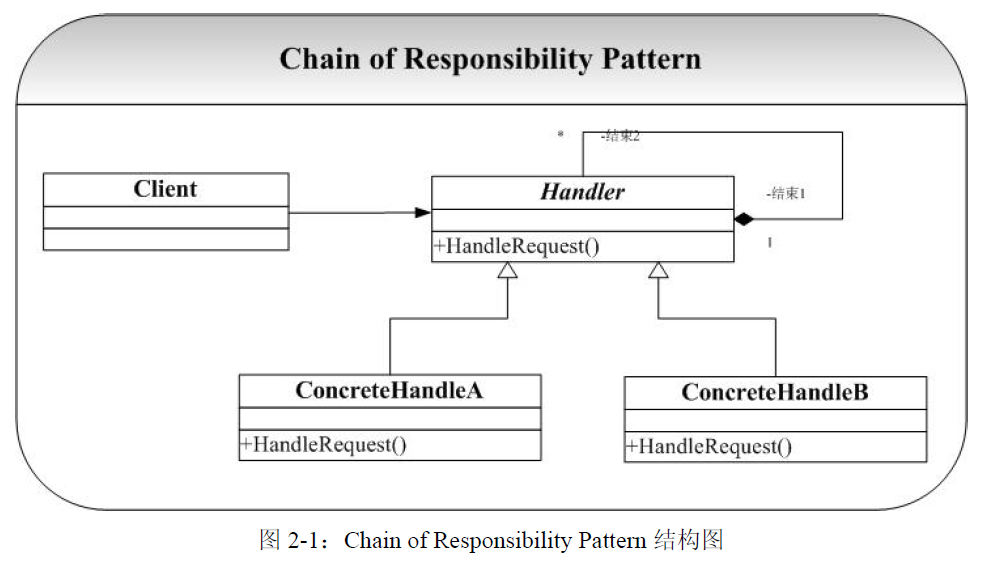 Chain of Responsibility Pattern
* -结束2
Client
Handler
-结束1
+HandleRequest()
1
ConcreteHandleA
ConcreteHandleB
+HandleRequest()
+HandleRequest()
图 2-1：Chain of Responsibility Pattern 结构图